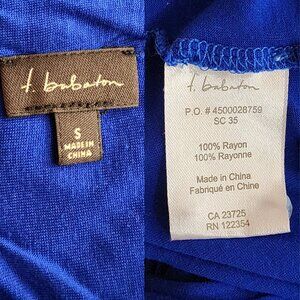 t. babaton
S
MADE IN
CHINA
t. babaton
P.O. # 4500028759
SC 35
100% Rayon
100% Rayonne
Made in China
Fabriqué en Chine
CA 23725
RN 122354